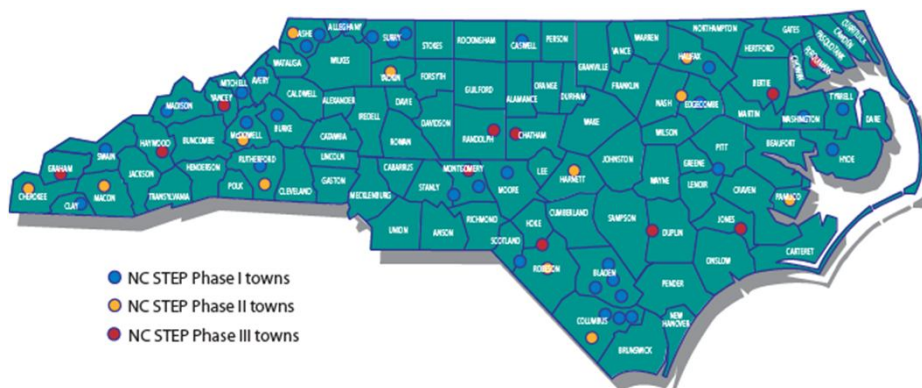 ASHE
ALLEGHANY
SURRY
STOKES
ROCKINGHAM
CASWELL
PERSON
GRANVILLE
VANCE
WARREN
NORTHAMPTON
GATES
CURRITUCK
CAMDEN
PASQUOTANK
PERQUIMANS
CHOWAN
HERTFORD
HALIFAX
WATAUGA
WILKES
YADKIN
FORSYTH
GUILFORD
ALAMANCE
ORANGE
DURHAM
FRANKLIN
NASH
EDGECOMBE
BERTIE
MARTIN
WASHINGTON
TYRRELL
DARE
MITCHELL
AVERY
CALDWELL
ALEXANDER
IREDELL
DAVIE
DAVIDSON
RANDOLPH
CHATHAM
WAKE
WILSON
PITT
BEAUFORT
HYDE
MADISON
YANCEY
MCDOWELL
BURKE
CATAWBA
ROWAN
SWAIN
HAYWOOD
BUNCOMBE
RUTHERFORD
LINCOLN
CABARRUS
MONTGOMERY
MOORE
LEE
HARNETT
JOHNSTON
WAYNE
GREENE
LENOIR
CRAVEN
PAMLICO
GRAHAM
CHEROKEE
CLAY
MACON
JACKSON
TRANSYLVANIA
HENDERSON
POLK
CLEVELAND
GASTON
MECKLENBURG
STANLY
UNION
ANSON
RICHMOND
SCOTLAND
HOKE
CUMBERLAND
SAMPSON
DUPLIN
JONES
ONSLOW
CARTERET
ROBESON
BLADEN
PENDER
COLUMBUS
NEW
HANOVER
BRUNSWICK
NC STEP Phase I towns
NC STEP Phase II towns
NC STEP Phase III towns